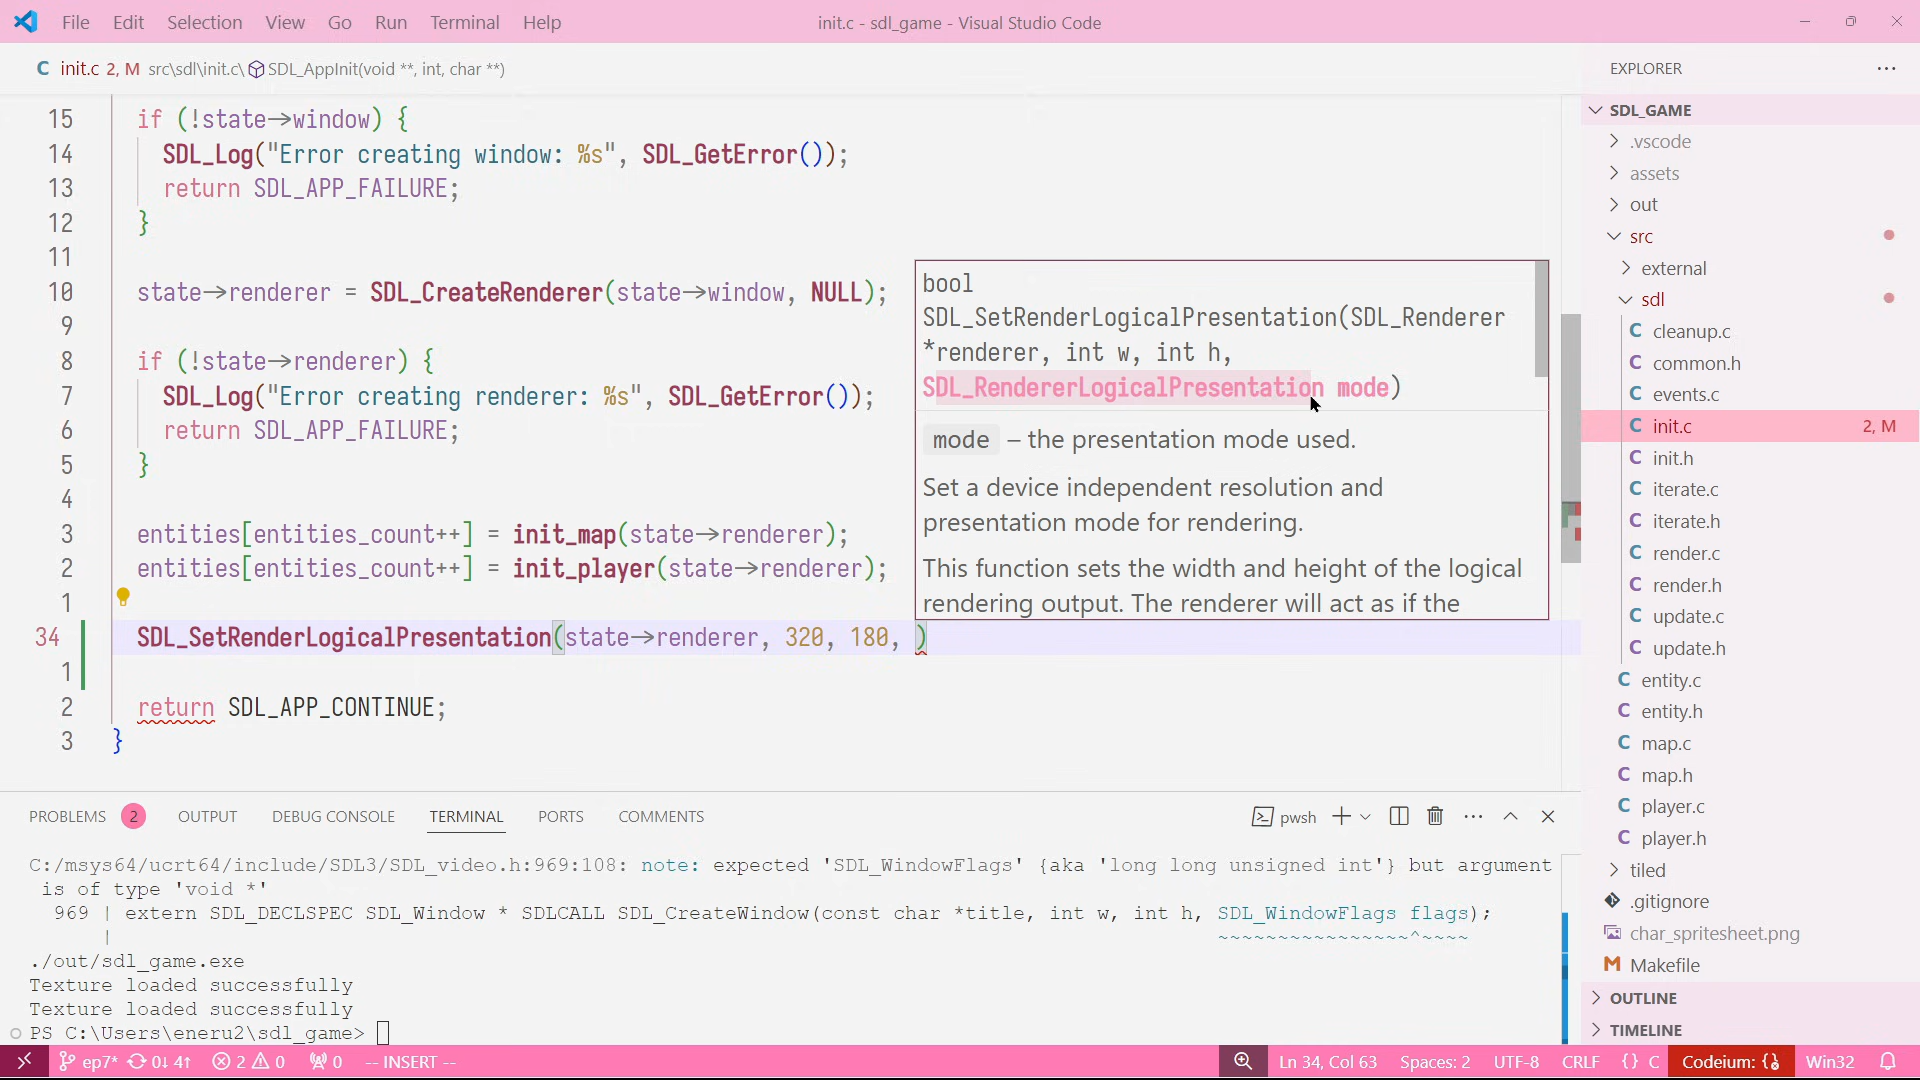 File Edit Selection View Go Run Terminal Help
init.c - sdl_game - Visual Studio Code
C init.c 2, M src\sdl\init.c\ SDL_AppInit(void **, int, char **)
15 if (!state→window) {
14 SDL_Log("Error creating window: %s", SDL_GetError());
13 return SDL_APP_FAILURE;
12 }
11
10 state→renderer = SDL_CreateRenderer(state→window, NULL);
9
8 if (!state→renderer) {
7 SDL_Log("Error creating renderer: %s", SDL_GetError());
6 return SDL_APP_FAILURE;
5 }
4
3 entities[entities_count++] = init_map(state→renderer);
2 entities[entities_count++] = init_player(state→renderer);
1
34 SDL_SetRenderLogicalPresentation(state→renderer, 320, 180, )
1
2 return SDL_APP_CONTINUE;
3 }
bool
SDL_SetRenderLogicalPresentation(SDL_Renderer
*renderer, int w, int h,
SDL_RendererLogicalPresentation mode)
mode – the presentation mode used.
Set a device independent resolution and
presentation mode for rendering.
This function sets the width and height of the logical
rendering output. The renderer will act as if the
PROBLEMS 2 OUTPUT DEBUG CONSOLE TERMINAL PORTS COMMENTS
pwsh
C:/msys64/ucrt64/include/SDL3/SDL_video.h:969:108: note: expected 'SDL_WindowFlags' {aka 'long long unsigned int'} but argument
is of type 'void *'
969 | extern SDL_DECLSPEC SDL_Window * SDLCALL SDL_CreateWindow(const char *title, int w, int h, SDL_WindowFlags flags);
| ~~~~~~~~~~~~~~~~^~~~~
./out/sdl_game.exe
Texture loaded successfully
Texture loaded successfully
PS C:\Users\eneru2\sdl_game>
EXPLORER
SDL_GAME
.vscode
assets
out
src
external
sdl
C cleanup.c
C common.h
C events.c
C init.c 2, M
C init.h
C iterate.c
C iterate.h
C render.c
C render.h
C update.c
C update.h
C entity.c
C entity.h
C map.c
C map.h
C player.c
C player.h
tiled
.gitignore
char_spritesheet.png
M Makefile
OUTLINE
TIMELINE
ep7* 0↓ 4↑ 2 0 0 -- INSERT --
Ln 34, Col 63 Spaces: 2 UTF-8 CRLF {} C Codeium: {} Win32